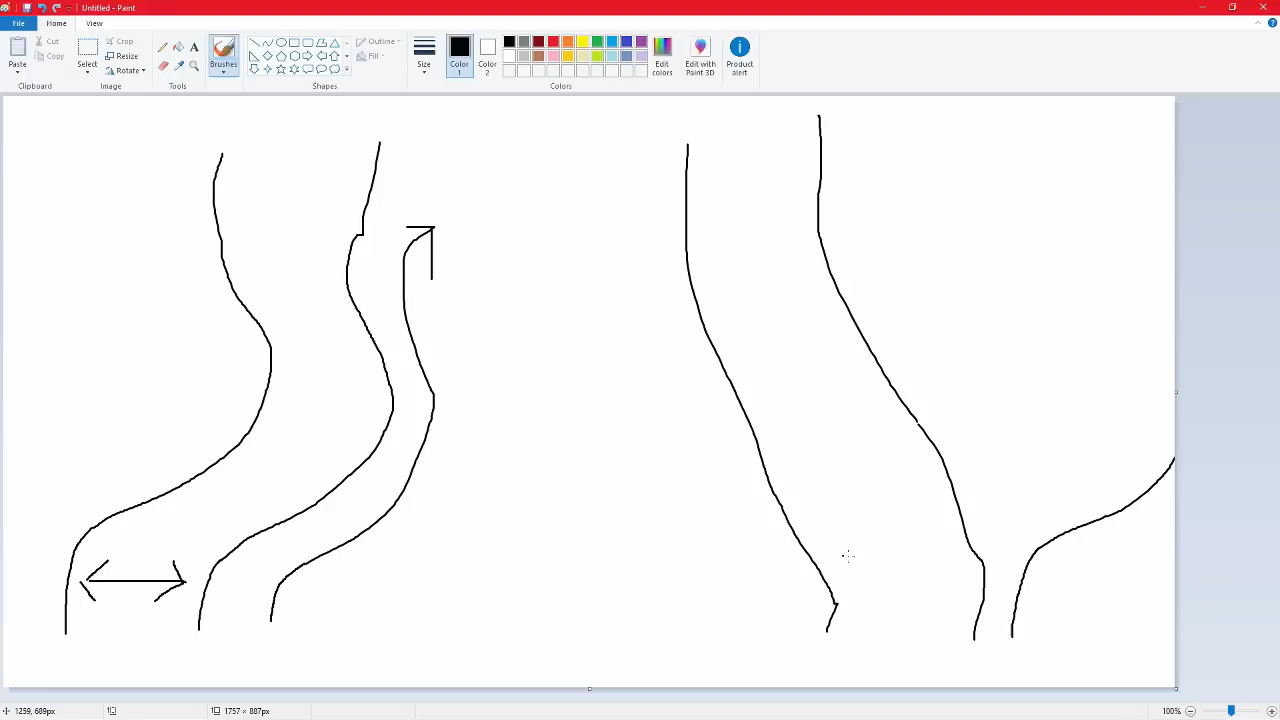 Untitled - Paint
File Home View
Paste
Cut
Copy
Clipboard
Select
Crop
Resize
Rotate
Image
A
Tools
Brushes
Outline
Fill
Shapes
Size
Color 1
Color 2
Colors
Edit colors
Edit with Paint 3D
Product alert
1259, 689px
1757 × 887px
100%